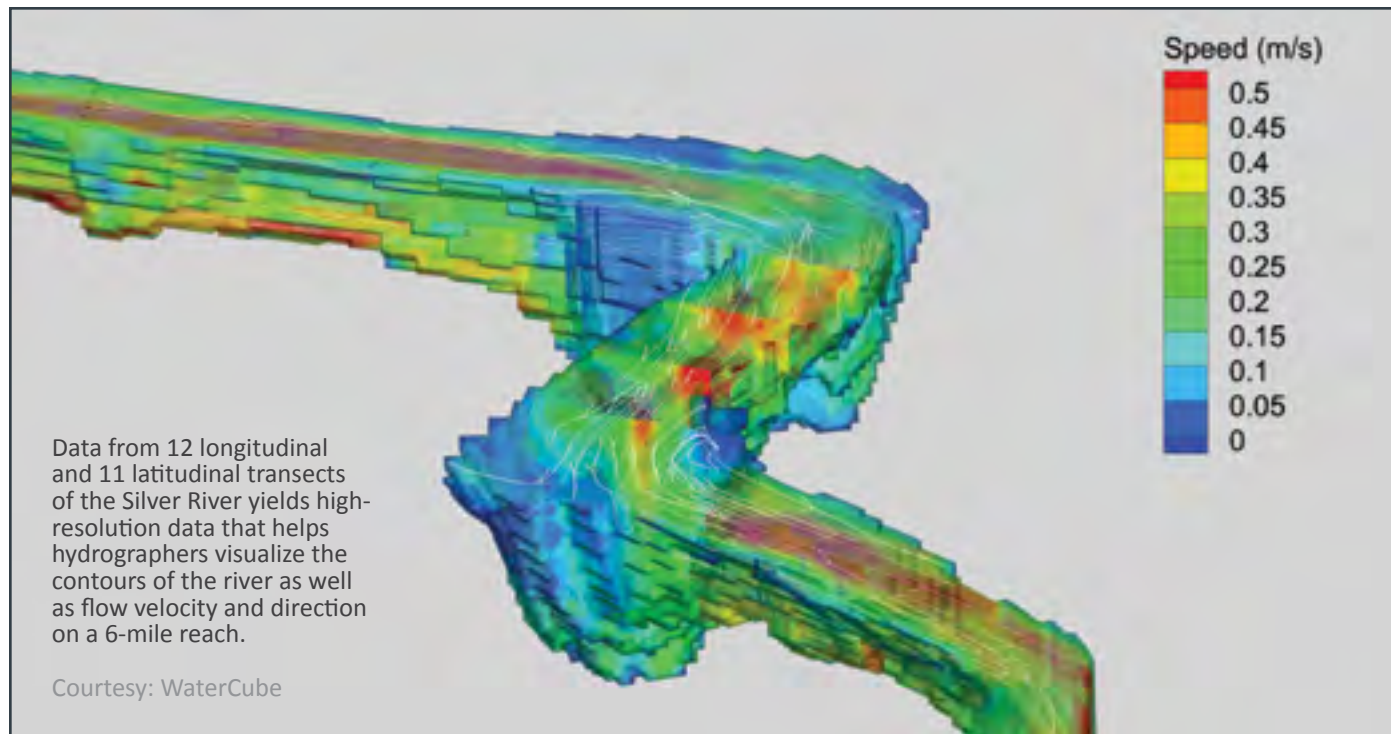 Speed (m/s)
0.5
0.45
0.4
0.35
0.3
0.25
0.2
0.15
0.1
0.05
0
Data from 12 longitudinal
and 11 latitudinal transects
of the Silver River yields high-
resolution data that helps
hydrographers visualize the
contours of the river as well
as flow velocity and direction
on a 6-mile reach.
Courtesy: WaterCube